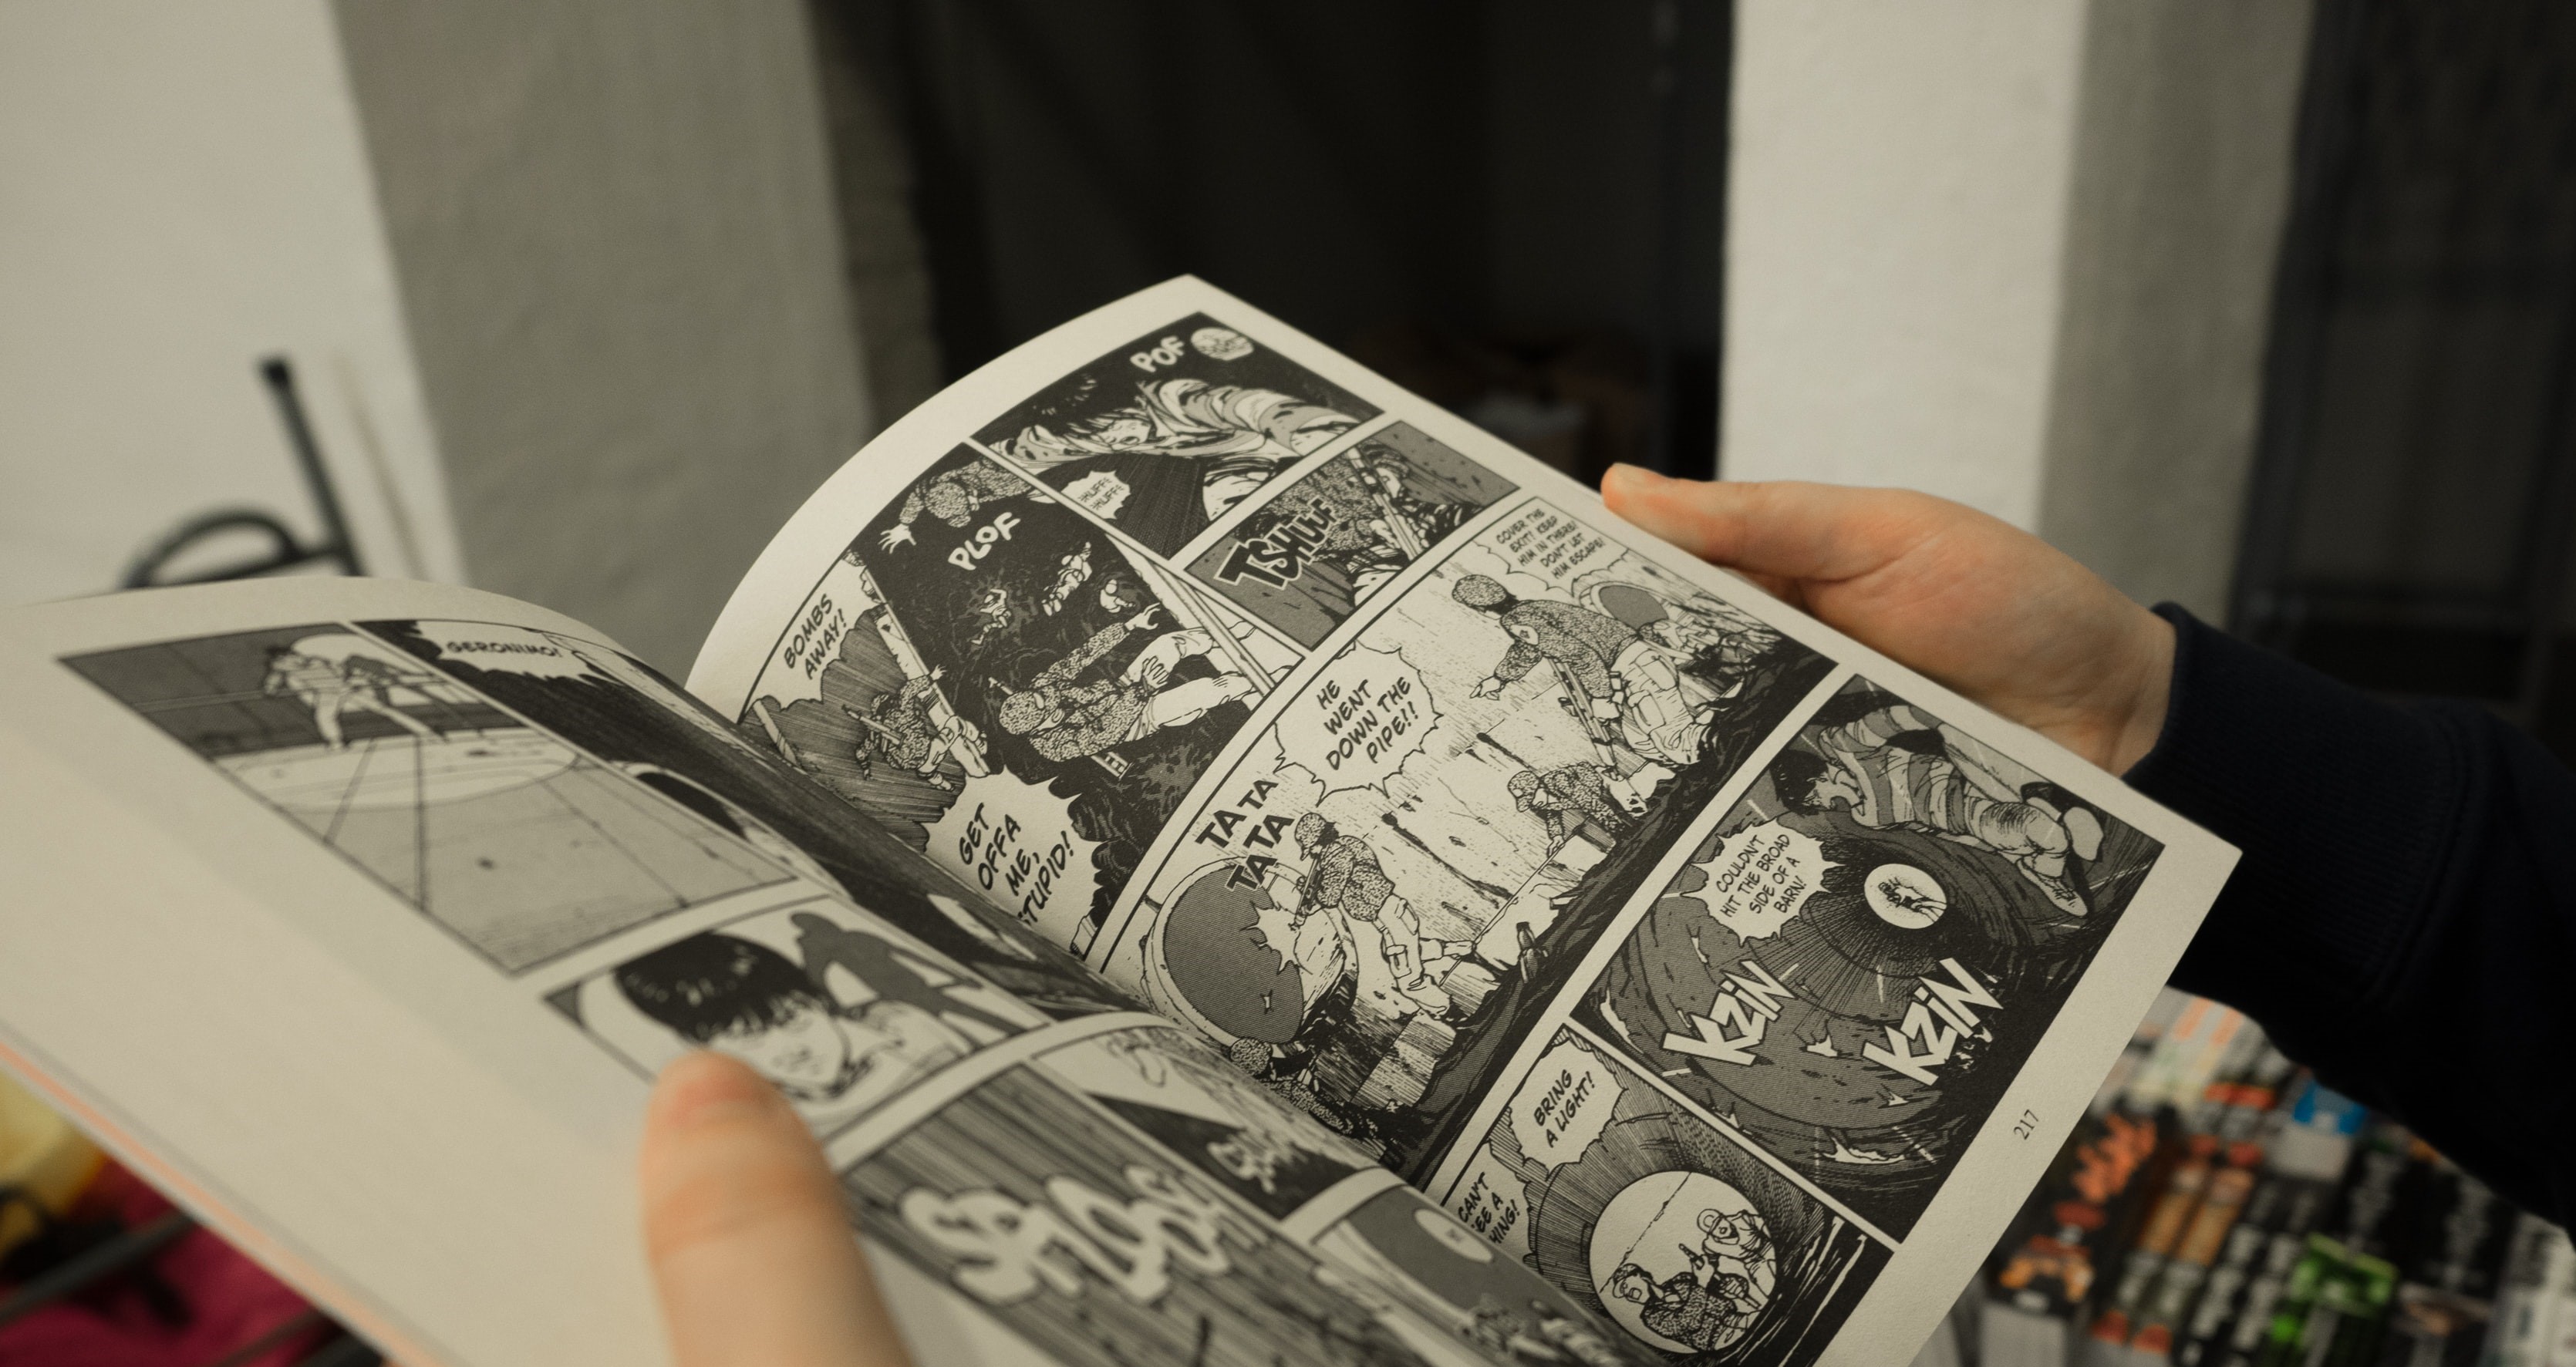 GERONIMO!
POF
HUFF!
HUFF!
TSHUUF
BOMBS
AWAY!
PLOF
GET
OFFA
ME,
STUPID!
COVER THE
EXIT! KEEP
HIM IN THERE!
DON'T LET
HIM ESCAPE!
HE
WENT
DOWN THE
PIPE!!
TA TA
TA TA
COULDN'T
HIT THE BROAD
SIDE OF A
BARN!
KZiN
KZiN
BRING
A LIGHT!
CAN'T
217